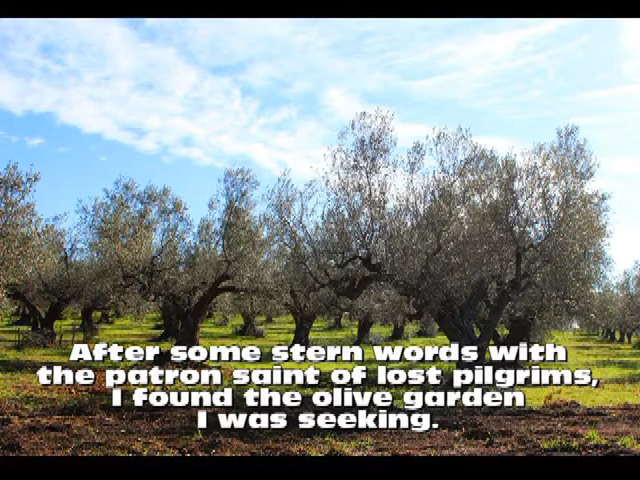 After some stern words with
the patron saint of lost pilgrims,
I found the olive garden
I was seeking.